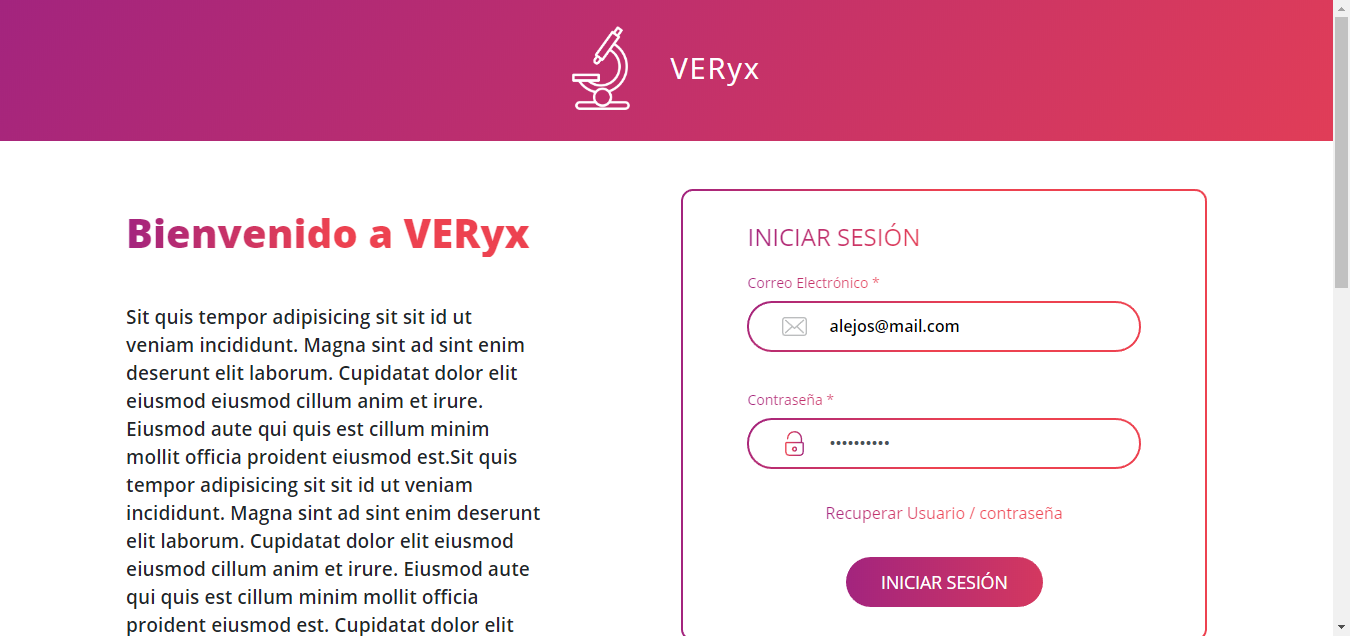 VERyx
Bienvenido a VERyx
Sit quis tempor adipisicing sit sit id ut
veniam incididunt. Magna sint ad sint enim
deserunt elit laborum. Cupidatat dolor elit
eiusmod eiusmod cillum anim et irure.
Eiusmod aute qui quis est cillum minim
mollit officia proident eiusmod est.Sit quis
tempor adipisicing sit sit id ut veniam
incididunt. Magna sint ad sint enim deserunt
elit laborum. Cupidatat dolor elit eiusmod
eiusmod cillum anim et irure. Eiusmod aute
qui quis est cillum minim mollit officia
proident eiusmod est. Cupidatat dolor elit
INICIAR SESIÓN
Correo Electrónico *
alejos@mail.com
Contraseña *
••••••••••
Recuperar Usuario / contraseña
INICIAR SESIÓN